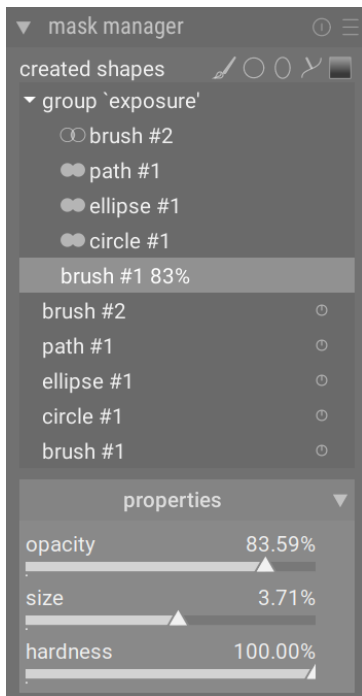 mask manager
created shapes
group `exposure'
brush #2
path #1
ellipse #1
circle #1
brush #1 83%
brush #2
path #1
ellipse #1
circle #1
brush #1
properties
opacity 83.59%
size 3.71%
hardness 100.00%